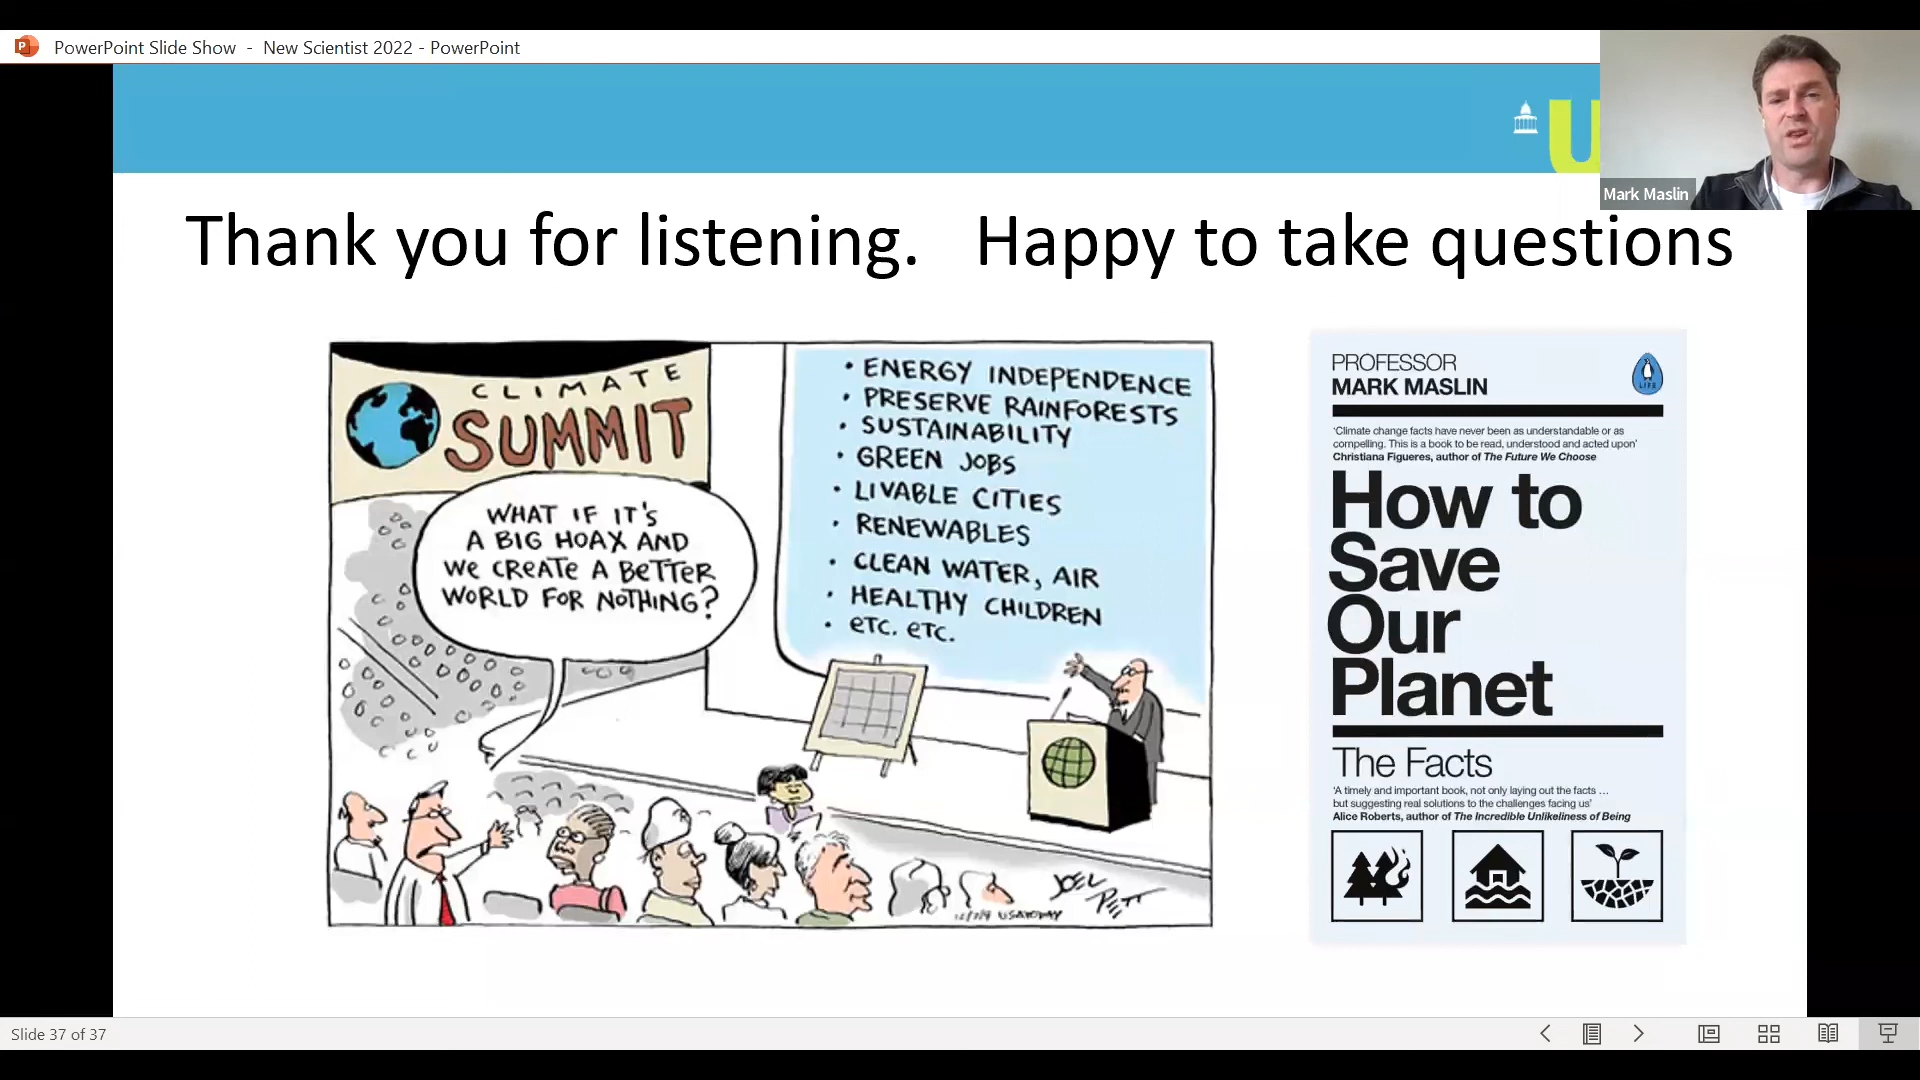 PowerPoint Slide Show - New Scientist 2022 - PowerPoint
U
Mark Maslin
Thank you for listening. Happy to take questions
CLIMATE
SUMMIT
WHAT IF IT'S
A BIG HOAX AND
WE CREATE A BETTER
WORLD FOR NOTHING?
• ENERGY INDEPENDENCE
• PRESERVE RAINFORESTS
• SUSTAINABILITY
• GREEN JOBS
• LIVABLE CITIES
• RENEWABLES
• CLEAN WATER, AIR
• HEALTHY CHILDREN
• ETC. ETC.
JOEL
PETT
USA TODAY
PROFESSOR
MARK MASLIN
LIFE
'Climate change facts have never been as understandable or as
compelling. This is a book to be read, understood and acted upon'
Christiana Figueres, author of The Future We Choose
How to
Save
Our
Planet
The Facts
'A timely and important book, not only laying out the facts ...
but suggesting real solutions to the challenges facing us'
Alice Roberts, author of The Incredible Unlikeliness of Being
Slide 37 of 37